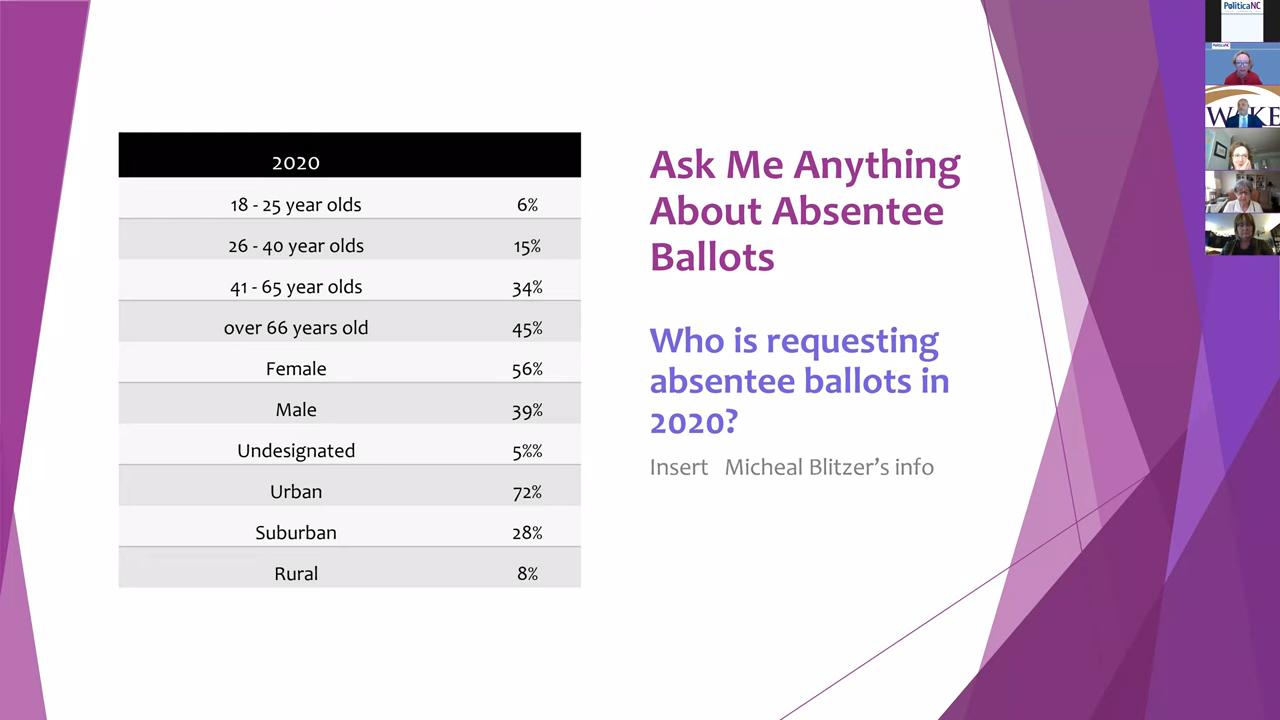 2020
18 - 25 year olds 6%
26 - 40 year olds 15%
41 - 65 year olds 34%
over 66 years old 45%
Female 56%
Male 39%
Undesignated 5%%
Urban 72%
Suburban 28%
Rural 8%
Ask Me Anything
About Absentee
Ballots
Who is requesting
absentee ballots in
2020?
Insert Micheal Blitzer's info
PoliticaNC
PoliticaNC
WAKE